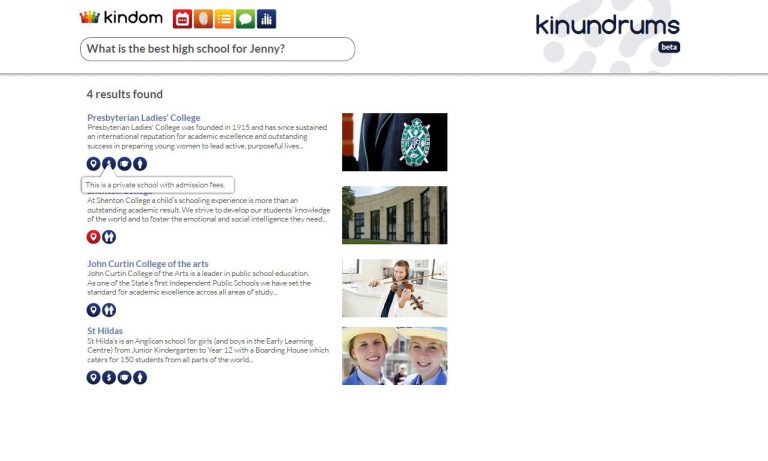 kindom
kinundrums
beta
What is the best high school for Jenny?
4 results found
Presbyterian Ladies' College
Presbyterian Ladies' College was founded in 1915 and has since sustained
an international reputation for academic excellence and outstanding
success in preparing young women to lead active, purposeful lives...
This is a private school with admission fees.
Shenton College
At Shenton College a child's schooling experience is more than an
outstanding academic result. We strive to develop our students' knowledge
of the world and to foster the emotional and social intelligence they need...
John Curtin College of the arts
John Curtin College of the Arts is a leader in public school education.
As one of the State's first Independent Public Schools we have set the
standard for academic excellence across all areas of study...
St Hildas
St Hilda's is an Anglican school for girls (and boys in the Early Learning
Centre) from Junior Kindergarten to Year 12 with a Boarding House which
caters for 150 students from all parts of the world...